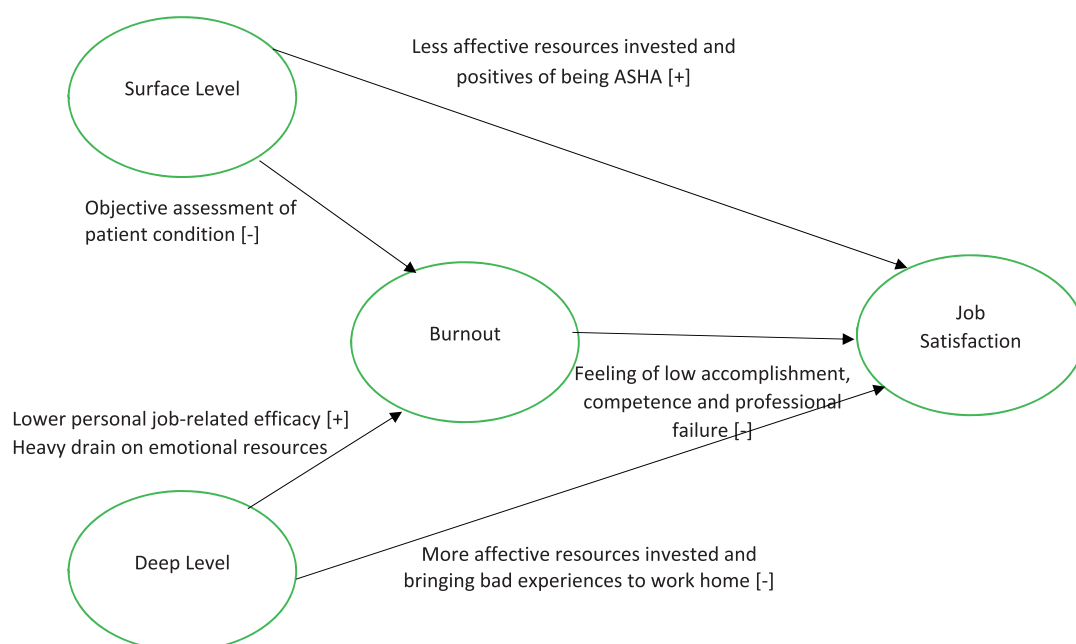 Less affective resources invested and
positives of being ASHA [+]
Surface Level
Objective assessment of
patient condition [-]
Burnout
Job
Satisfaction
Feeling of low accomplishment,
competence and professional
failure [-]
Lower personal job-related efficacy [+]
Heavy drain on emotional resources
Deep Level
More affective resources invested and
bringing bad experiences to work home [-]